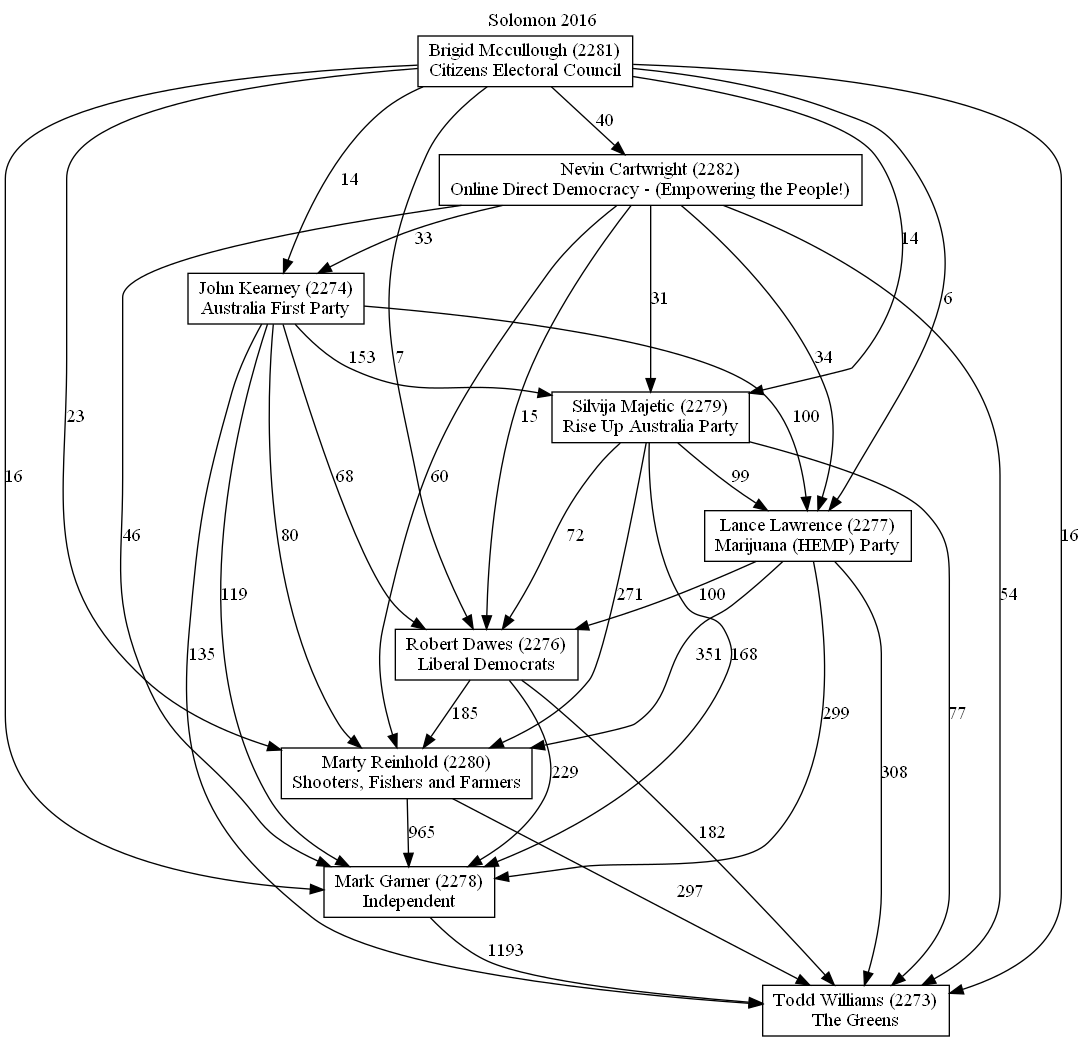 Solomon 2016
Brigid Mccullough (2281)
Citizens Electoral Council
40
Nevin Cartwright (2282)
Online Direct Democracy - (Empowering the People!)
14
33
14
John Kearney (2274)
Australia First Party
31
6
153
7
34
Silvija Majetic (2279)
Rise Up Australia Party
23
15
100
16
68
60
99
Lance Lawrence (2277)
Marijuana (HEMP) Party
46
80
72
16
119
271
100
54
Robert Dawes (2276)
Liberal Democrats
135
351
168
185
299
77
Marty Reinhold (2280)
Shooters, Fishers and Farmers
229
308
965
182
Mark Garner (2278)
Independent
297
1193
Todd Williams (2273)
The Greens